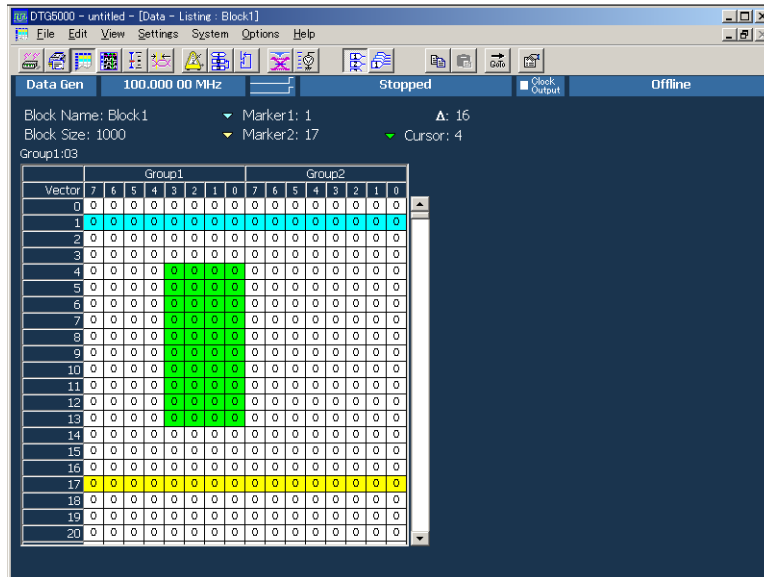 DTG5000 - untitled - [Data - Listing : Block1]
File Edit View Settings System Options Help
GoTo
Data Gen 100.000 00 MHz Stopped Clock Output Offline
Block Name: Block1 Marker1: 1 Δ: 16
Block Size: 1000 Marker2: 17 Cursor: 4
Group1:03
Group1 Group2
Vector 7 6 5 4 3 2 1 0 7 6 5 4 3 2 1 0
0 0 0 0 0 0 0 0 0 0 0 0 0 0 0 0 0
1 0 0 0 0 0 0 0 0 0 0 0 0 0 0 0 0
2 0 0 0 0 0 0 0 0 0 0 0 0 0 0 0 0
3 0 0 0 0 0 0 0 0 0 0 0 0 0 0 0 0
4 0 0 0 0 0 0 0 0 0 0 0 0 0 0 0 0
5 0 0 0 0 0 0 0 0 0 0 0 0 0 0 0 0
6 0 0 0 0 0 0 0 0 0 0 0 0 0 0 0 0
7 0 0 0 0 0 0 0 0 0 0 0 0 0 0 0 0
8 0 0 0 0 0 0 0 0 0 0 0 0 0 0 0 0
9 0 0 0 0 0 0 0 0 0 0 0 0 0 0 0 0
10 0 0 0 0 0 0 0 0 0 0 0 0 0 0 0 0
11 0 0 0 0 0 0 0 0 0 0 0 0 0 0 0 0
12 0 0 0 0 0 0 0 0 0 0 0 0 0 0 0 0
13 0 0 0 0 0 0 0 0 0 0 0 0 0 0 0 0
14 0 0 0 0 0 0 0 0 0 0 0 0 0 0 0 0
15 0 0 0 0 0 0 0 0 0 0 0 0 0 0 0 0
16 0 0 0 0 0 0 0 0 0 0 0 0 0 0 0 0
17 0 0 0 0 0 0 0 0 0 0 0 0 0 0 0 0
18 0 0 0 0 0 0 0 0 0 0 0 0 0 0 0 0
19 0 0 0 0 0 0 0 0 0 0 0 0 0 0 0 0
20 0 0 0 0 0 0 0 0 0 0 0 0 0 0 0 0